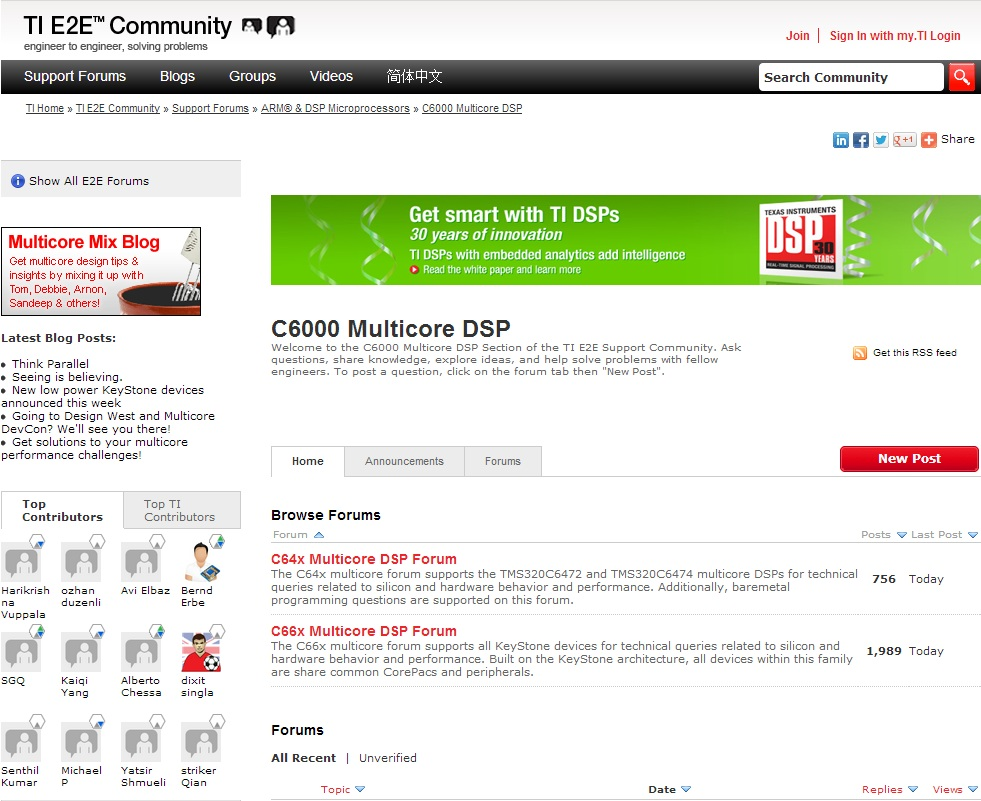 TI E2E™ Community
engineer to engineer, solving problems
Join | Sign In with my.TI Login
Support Forums Blogs Groups Videos 简体中文 Search Community
TI Home » TI E2E Community » Support Forums » ARM® & DSP Microprocessors » C6000 Multicore DSP
in f g +1 + Share
i Show All E2E Forums
Multicore Mix Blog
Get multicore design tips &
insights by mixing it up with
Tom, Debbie, Arnon,
Sandeep & others!
Latest Blog Posts:
• Think Parallel
• Seeing is believing.
• New low power KeyStone devices
announced this week
• Going to Design West and Multicore
DevCon? We'll see you there!
• Get solutions to your multicore
performance challenges!
Top
Contributors
Top TI
Contributors
Harikrish
na
Vuppala
ozhan
duzenli
Avi Elbaz
Bernd
Erbe
SGQ
Kaiqi
Yang
Alberto
Chessa
dixit
singla
Senthil
Kumar
Michael
P
Yatsir
Shmueli
striker
Qian
Get smart with TI DSPs
30 years of innovation
TI DSPs with embedded analytics add intelligence
Read the white paper and learn more
TEXAS INSTRUMENTS
DSP 30
YEARS
REAL-TIME SIGNAL PROCESSING
C6000 Multicore DSP
Welcome to the C6000 Multicore DSP Section of the TI E2E Support Community. Ask
questions, share knowledge, explore ideas, and help solve problems with fellow
engineers. To post a question, click on the forum tab then "New Post".
Get this RSS feed
Home Announcements Forums New Post
Browse Forums
Forum Posts Last Post
C64x Multicore DSP Forum
The C64x multicore forum supports the TMS320C6472 and TMS320C6474 multicore DSPs for technical
queries related to silicon and hardware behavior and performance. Additionally, baremetal
programming questions are supported on this forum.
756 Today
C66x Multicore DSP Forum
The C66x multicore forum supports all KeyStone devices for technical queries related to silicon and
hardware behavior and performance. Built on the KeyStone architecture, all devices within this family
are share common CorePacs and peripherals.
1,989 Today
Forums
All Recent | Unverified
Topic Date Replies Views